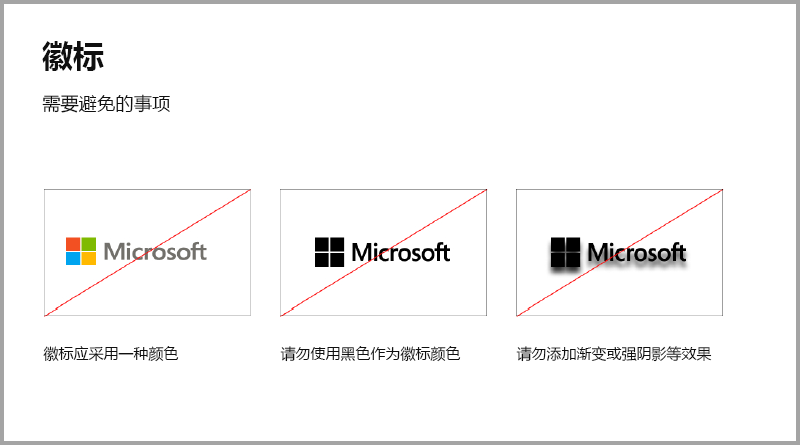 徽标
需要避免的事项
Microsoft
Microsoft
Microsoft
徽标应采用一种颜色
请勿使用黑色作为徽标颜色
请勿添加渐变或强阴影等效果